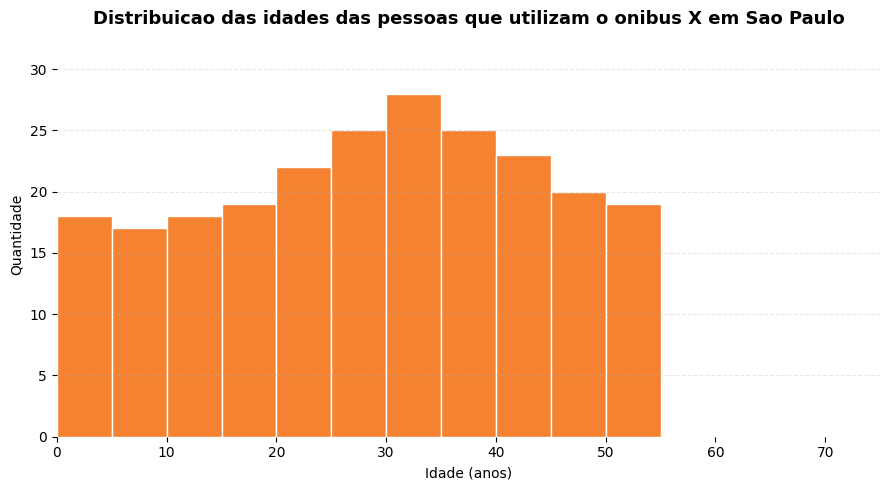 Distribuicao das idades das pessoas que utilizam o onibus X em Sao Paulo
30
25
20
15
10
5
0
Quantidade
0 10 20 30 40 50 60 70
Idade (anos)